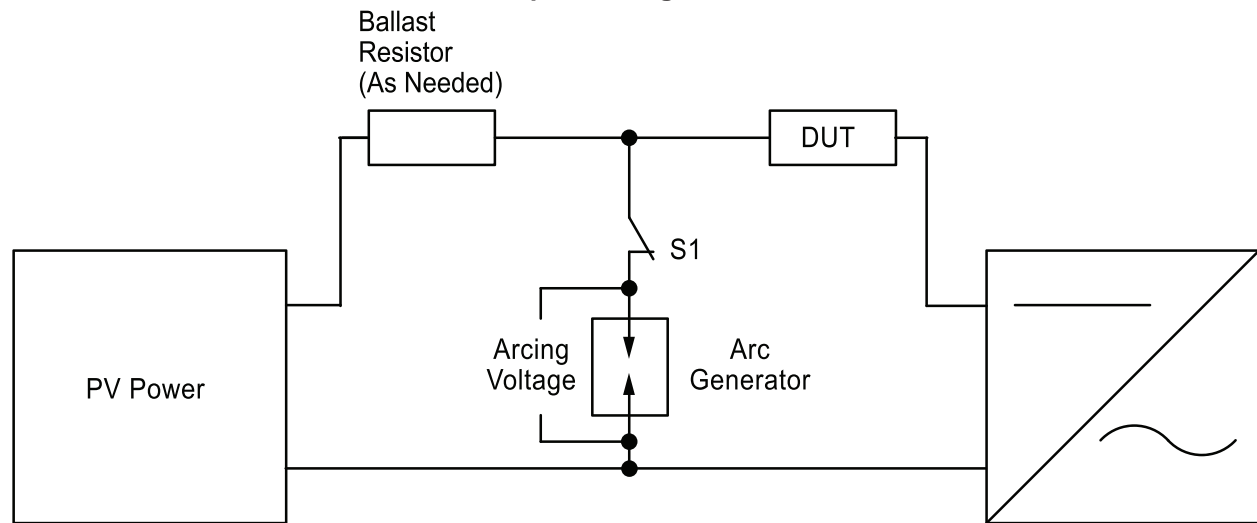 Ballast
Resistor
(As Needed)
DUT
S1
Arcing
Voltage
Arc
Generator
PV Power